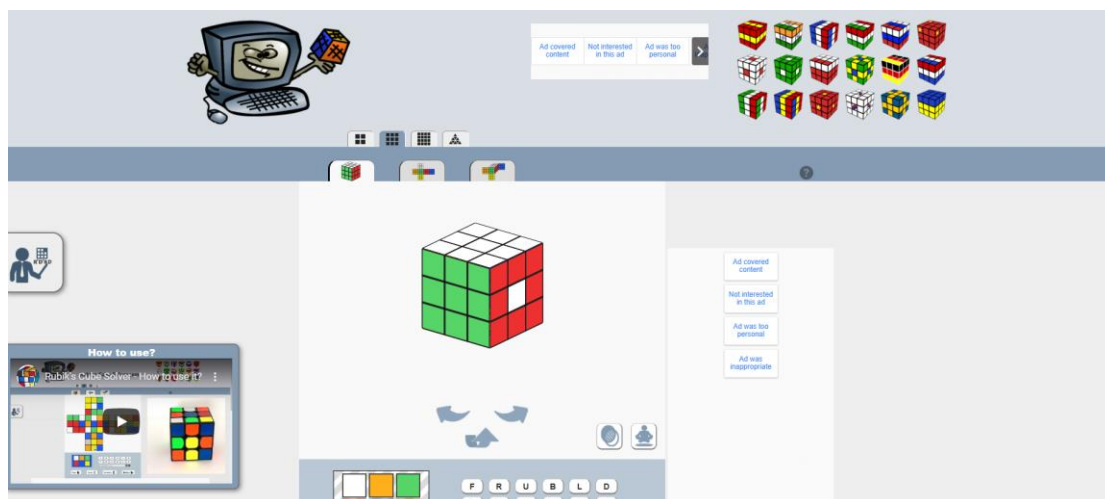 Ad covered
content
Not interested
in this ad
Ad was too
personal
?
Ad covered
content
Not interested
in this ad
Ad was too
personal
Ad was
inappropriate
How to use?
Rubik's Cube Solver - How to use it?
F R U B L D